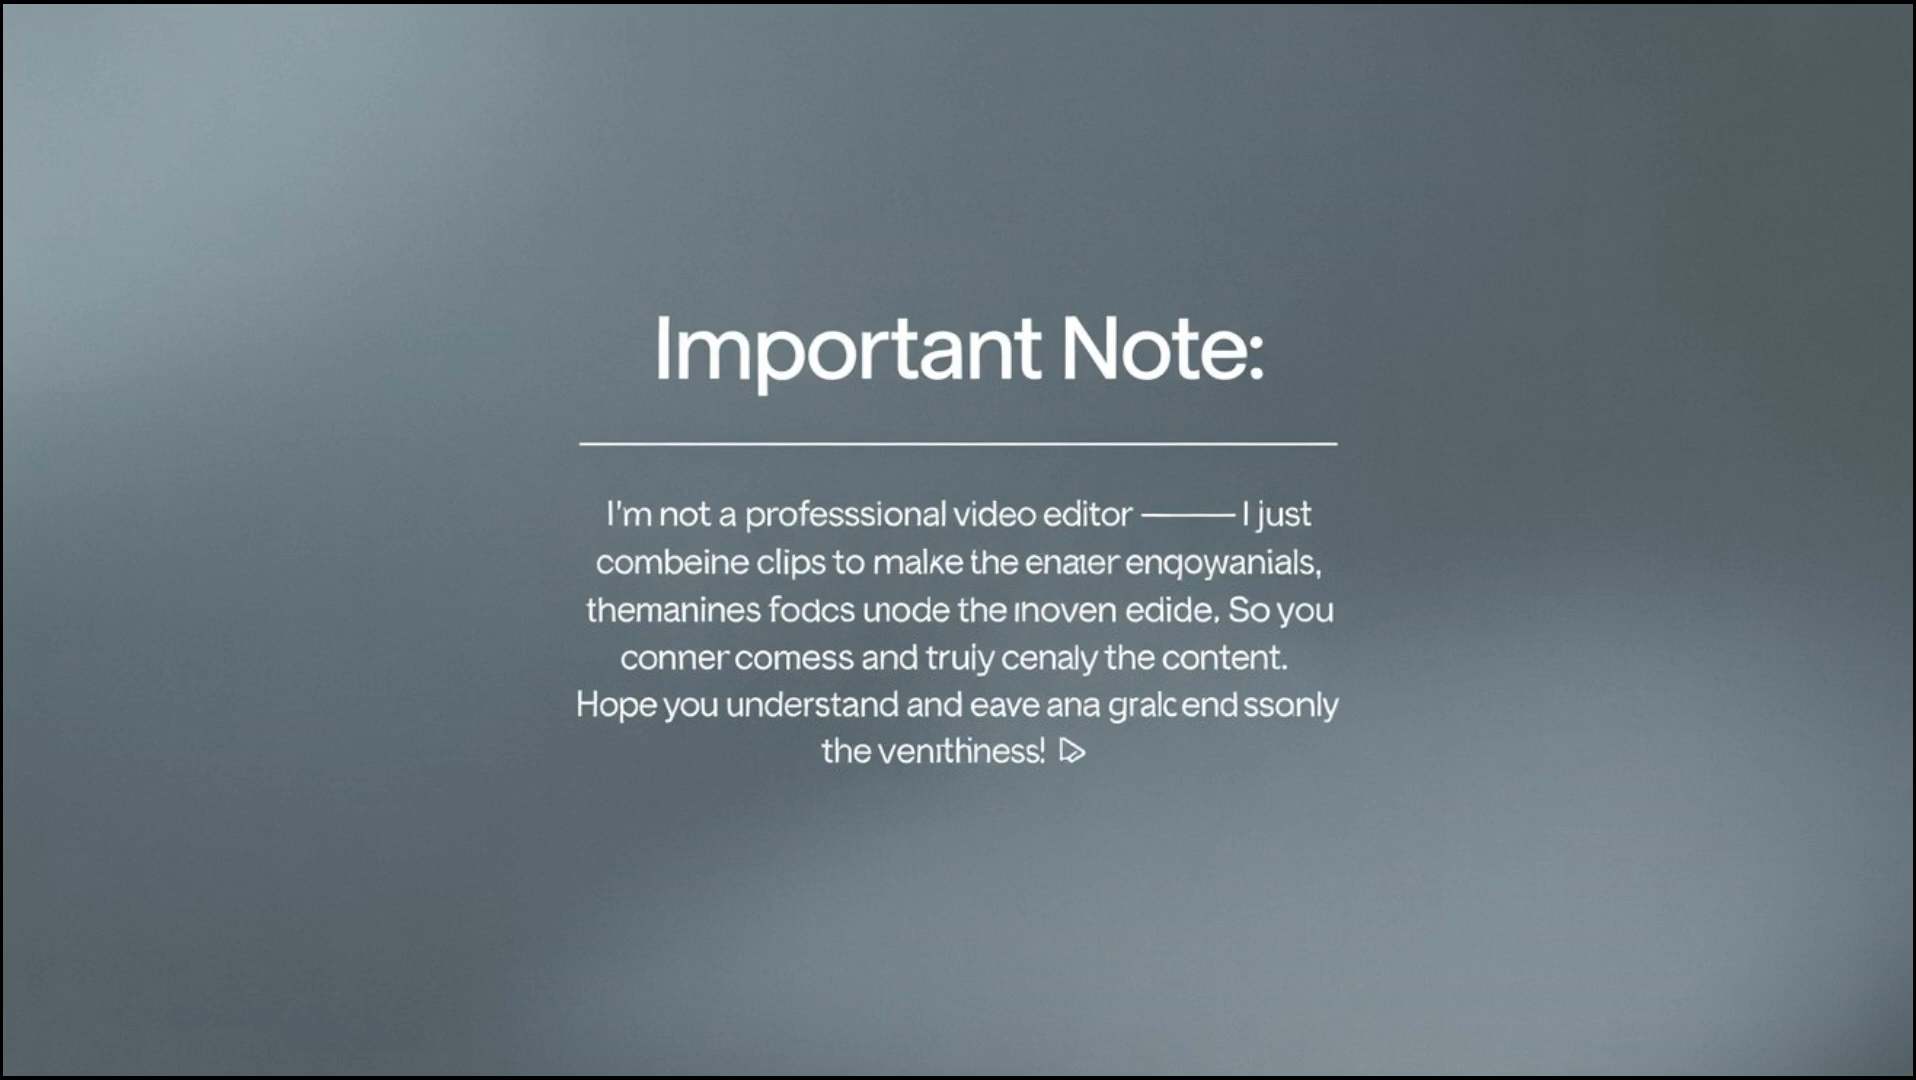 Important Note:
I'm not a professsional video editor —— I just
combeine clips to malke the enater enqowanials,
themanines fodcs unode the inoven edide. So you
conner comess and truiy cenaly the content.
Hope you understand and eave ana gralc end ssonly
the venithiness!